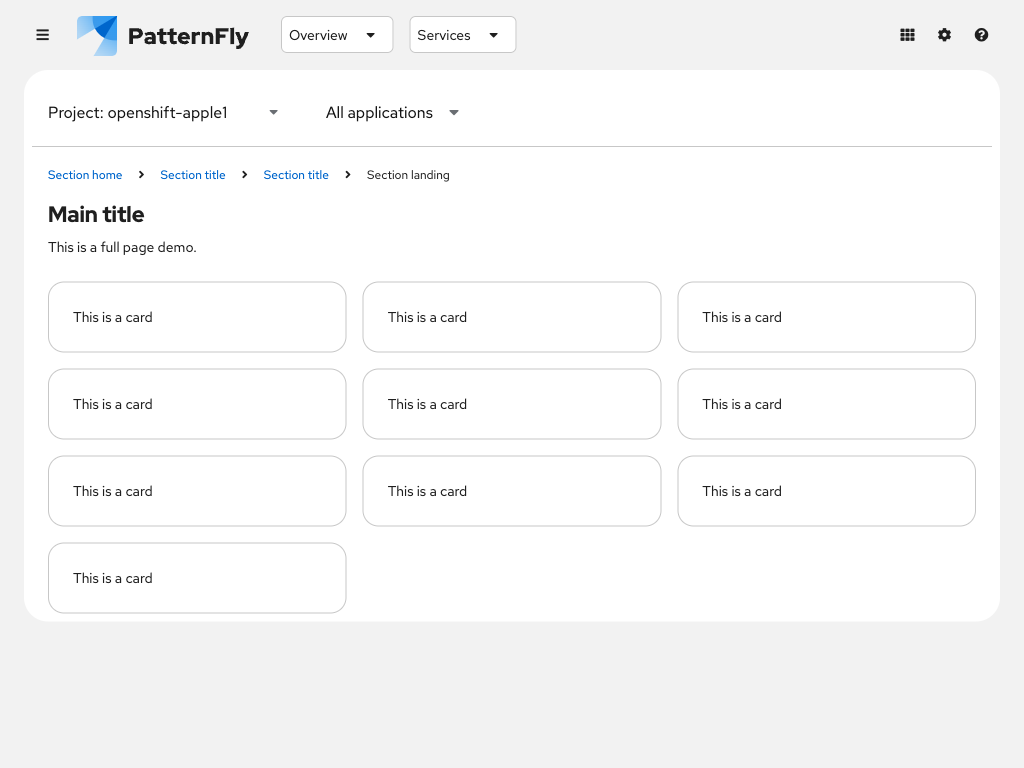 PatternFly Overview Services
Project: openshift-apple1 All applications
Section home Section title Section title Section landing
Main title
This is a full page demo.
This is a card This is a card This is a card
This is a card This is a card This is a card
This is a card This is a card This is a card
This is a card